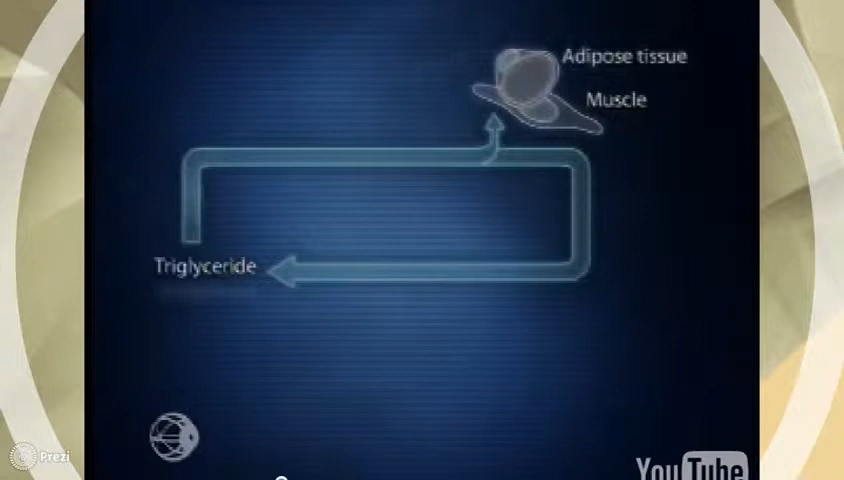 Adipose tissue
Muscle
Triglyceride
Prezi
YouTube